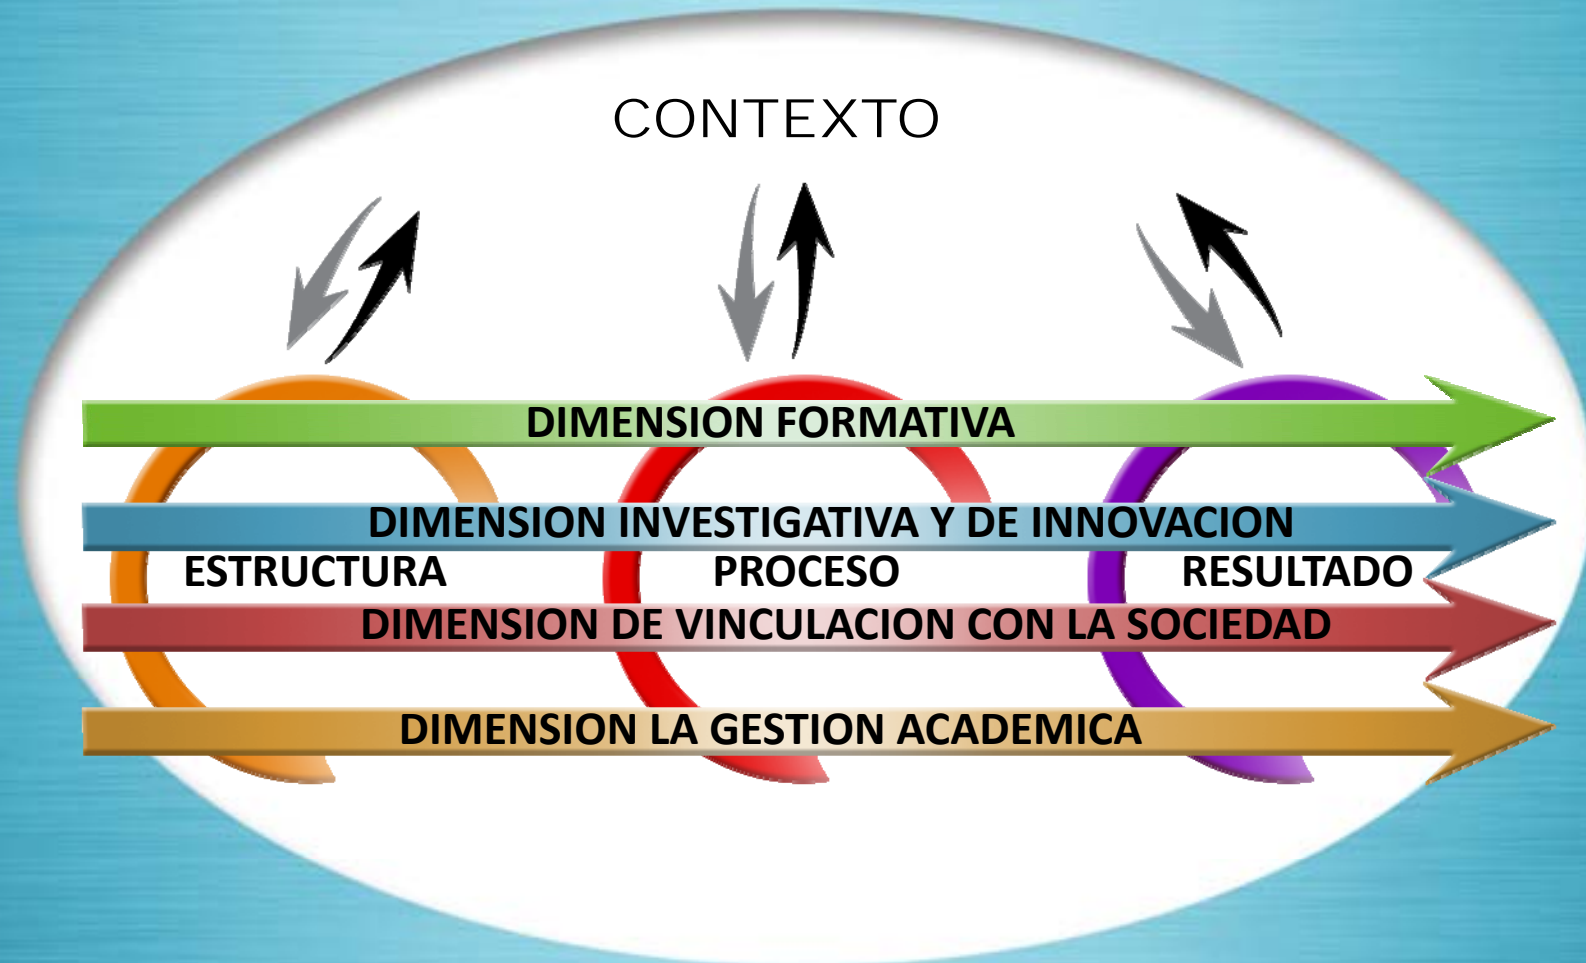 CONTEXTO
DIMENSION FORMATIVA
DIMENSION INVESTIGATIVA Y DE INNOVACION
ESTRUCTURA PROCESO RESULTADO
DIMENSION DE VINCULACION CON LA SOCIEDAD
DIMENSION LA GESTION ACADEMICA